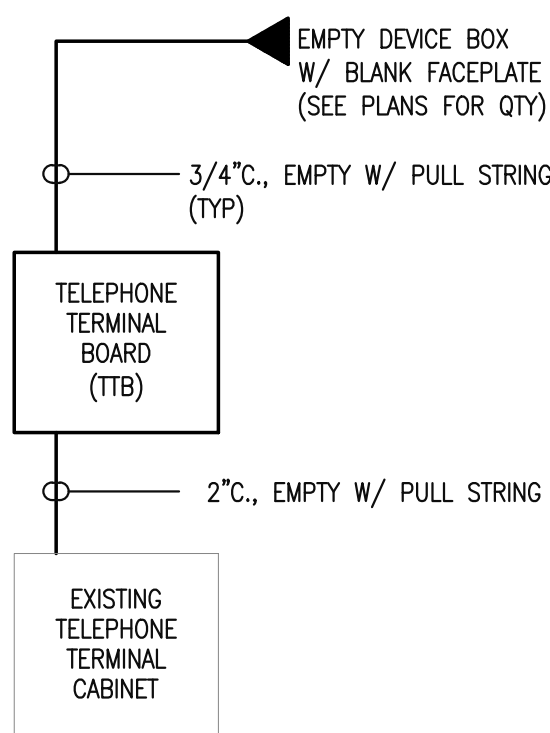 EMPTY DEVICE BOX
W/ BLANK FACEPLATE
(SEE PLANS FOR QTY)
3/4"C., EMPTY W/ PULL STRING
(TYP)
TELEPHONE
TERMINAL
BOARD
(TTB)
2"C., EMPTY W/ PULL STRING
EXISTING
TELEPHONE
TERMINAL
CABINET